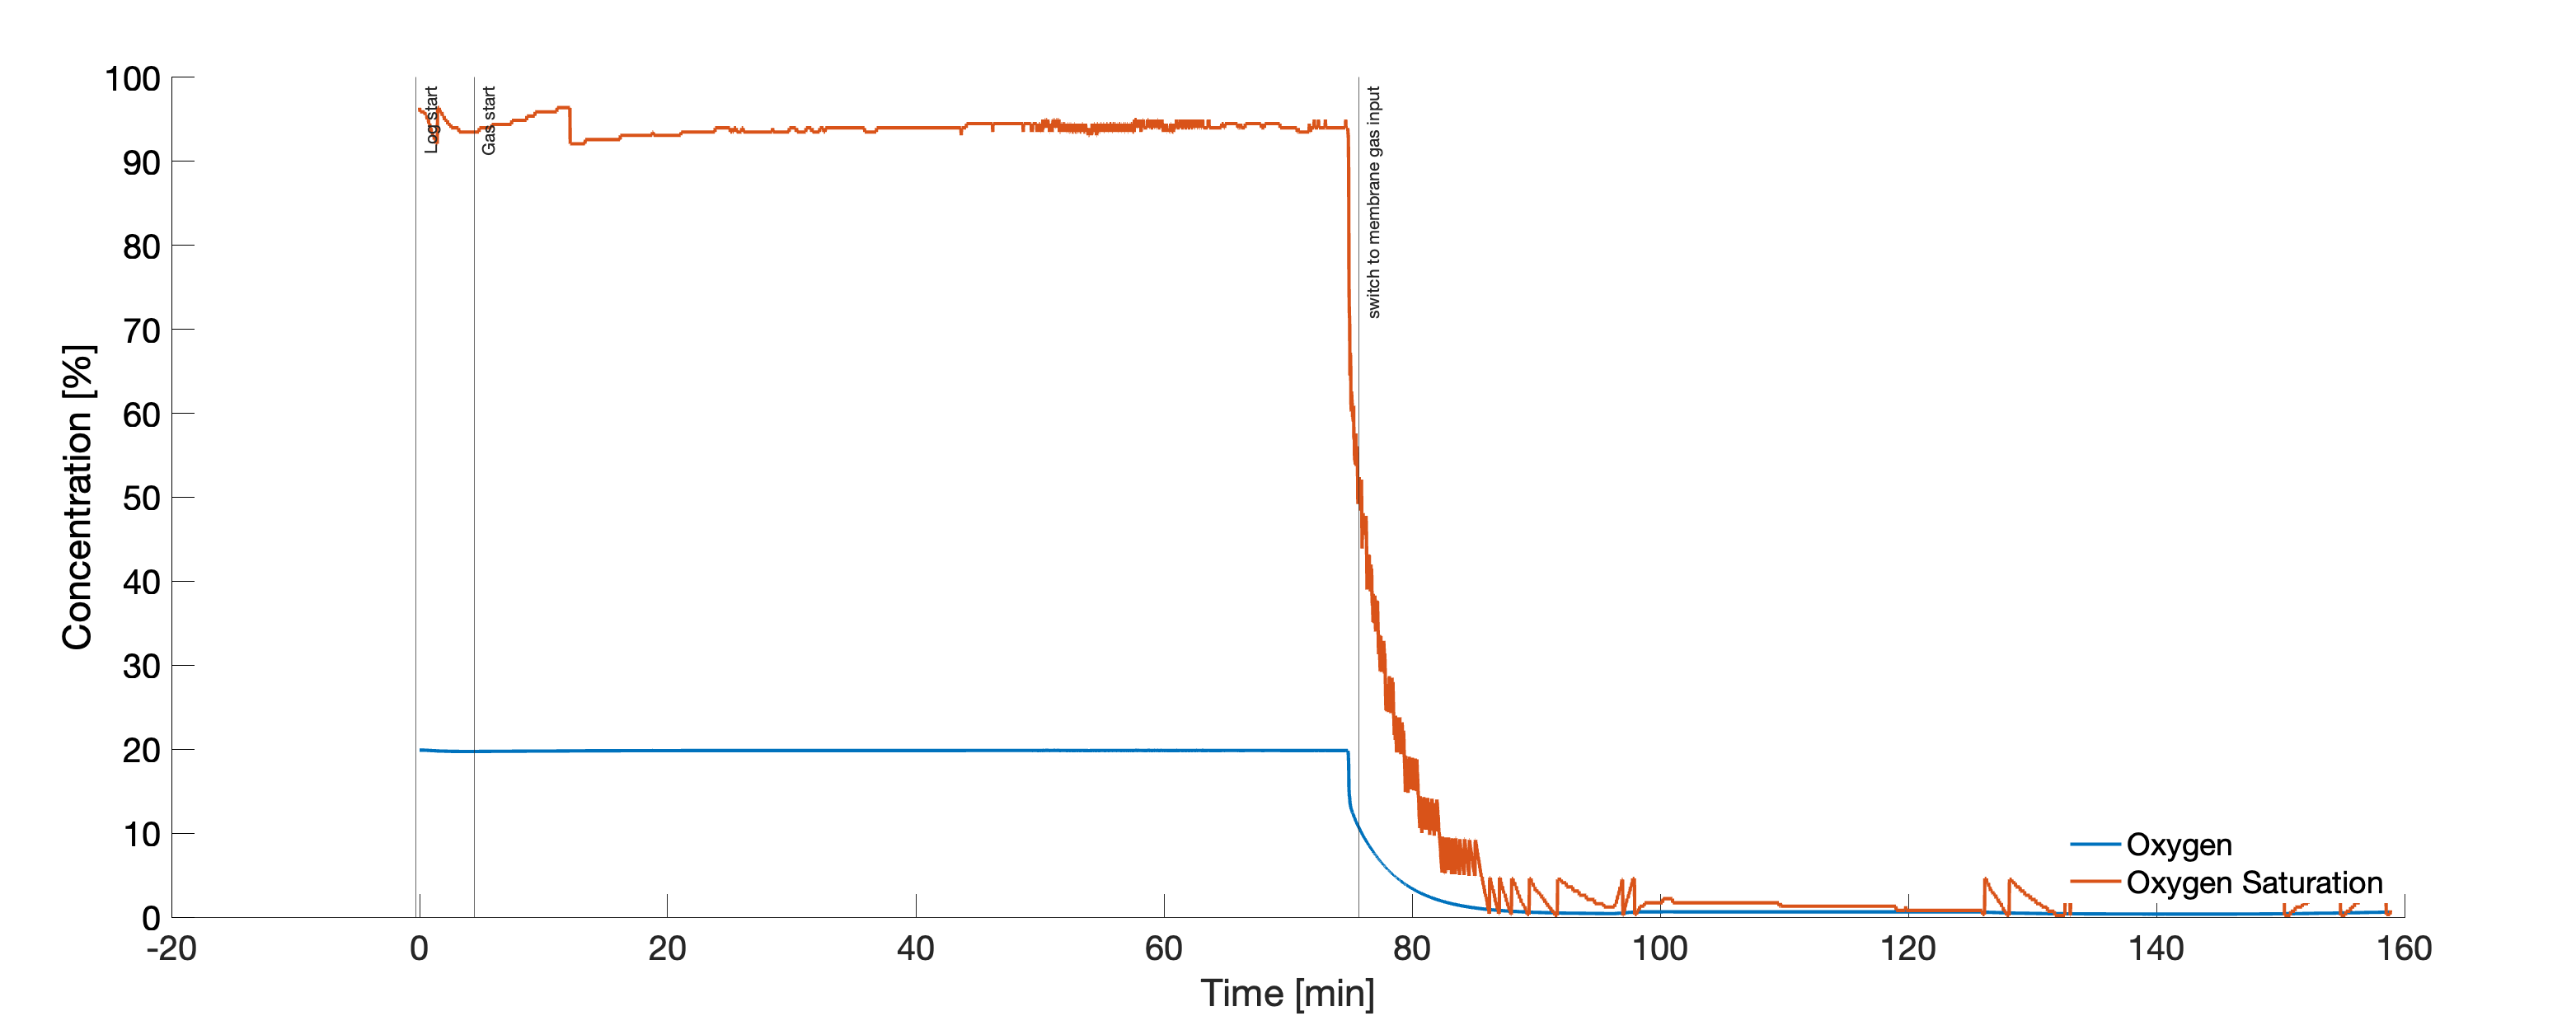 100
90
80
70
60
50
40
30
20
10
0
Concentration [%]
Log start
Gas start
switch to membrane gas input
Oxygen
Oxygen Saturation
-20 0 20 40 60 80 100 120 140 160
Time [min]